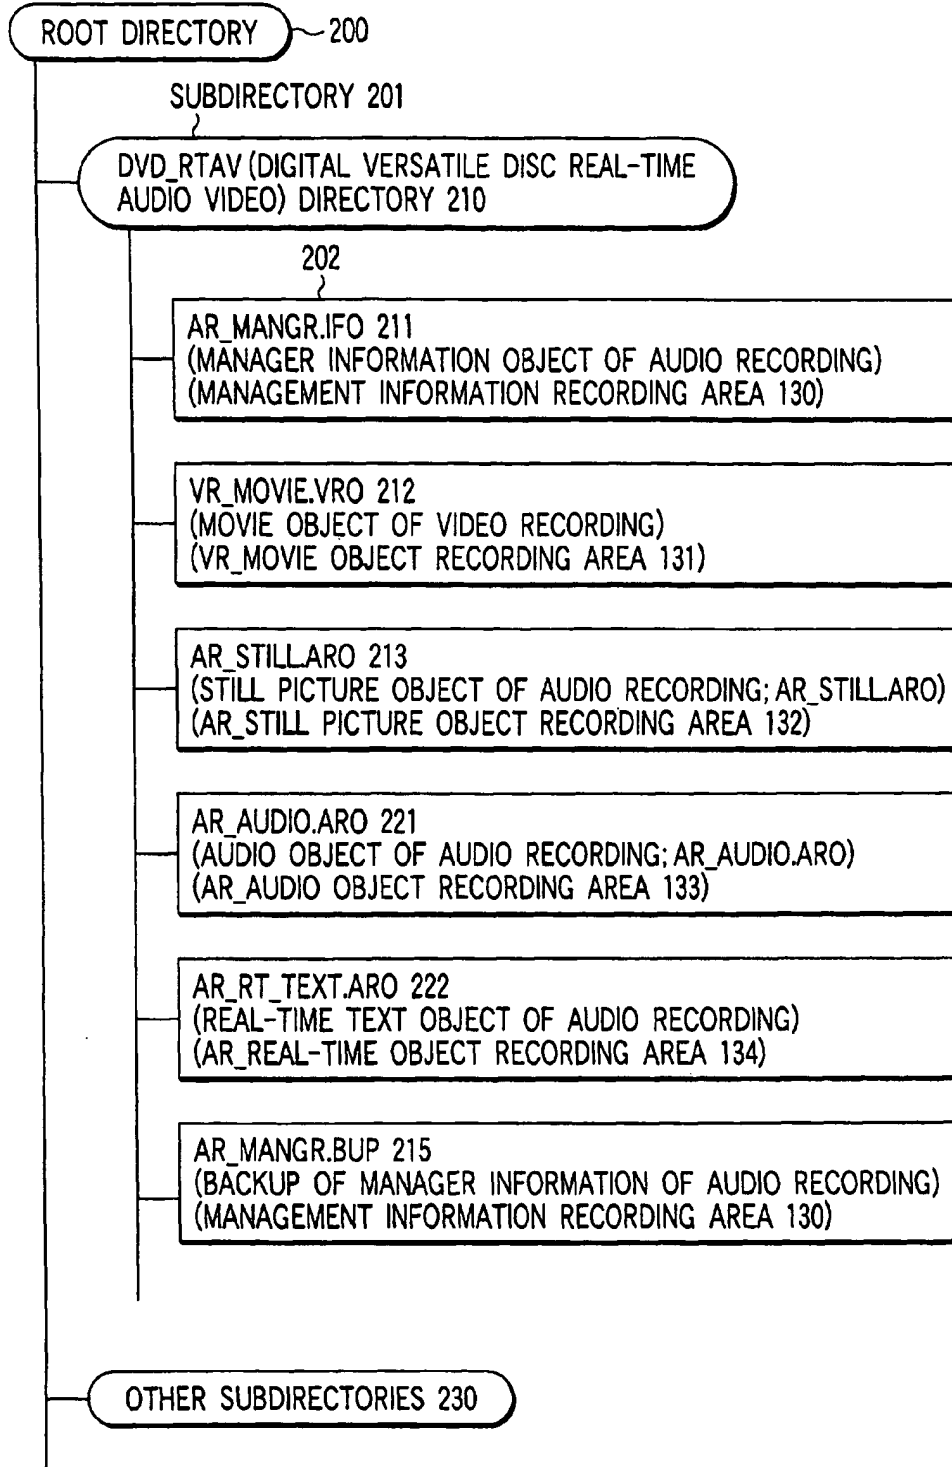 ROOT DIRECTORY 200
SUBDIRECTORY 201
DVD_RTAV (DIGITAL VERSATILE DISC REAL-TIME
AUDIO VIDEO) DIRECTORY 210
202
AR_MANGR.IFO 211
(MANAGER INFORMATION OBJECT OF AUDIO RECORDING)
(MANAGEMENT INFORMATION RECORDING AREA 130)
VR_MOVIE.VRO 212
(MOVIE OBJECT OF VIDEO RECORDING)
(VR_MOVIE OBJECT RECORDING AREA 131)
AR_STILL.ARO 213
(STILL PICTURE OBJECT OF AUDIO RECORDING; AR_STILL.ARO)
(AR_STILL PICTURE OBJECT RECORDING AREA 132)
AR_AUDIO.ARO 221
(AUDIO OBJECT OF AUDIO RECORDING; AR_AUDIO.ARO)
(AR_AUDIO OBJECT RECORDING AREA 133)
AR_RT_TEXT.ARO 222
(REAL-TIME TEXT OBJECT OF AUDIO RECORDING)
(AR_REAL-TIME OBJECT RECORDING AREA 134)
AR_MANGR.BUP 215
(BACKUP OF MANAGER INFORMATION OF AUDIO RECORDING)
(MANAGEMENT INFORMATION RECORDING AREA 130)
OTHER SUBDIRECTORIES 230